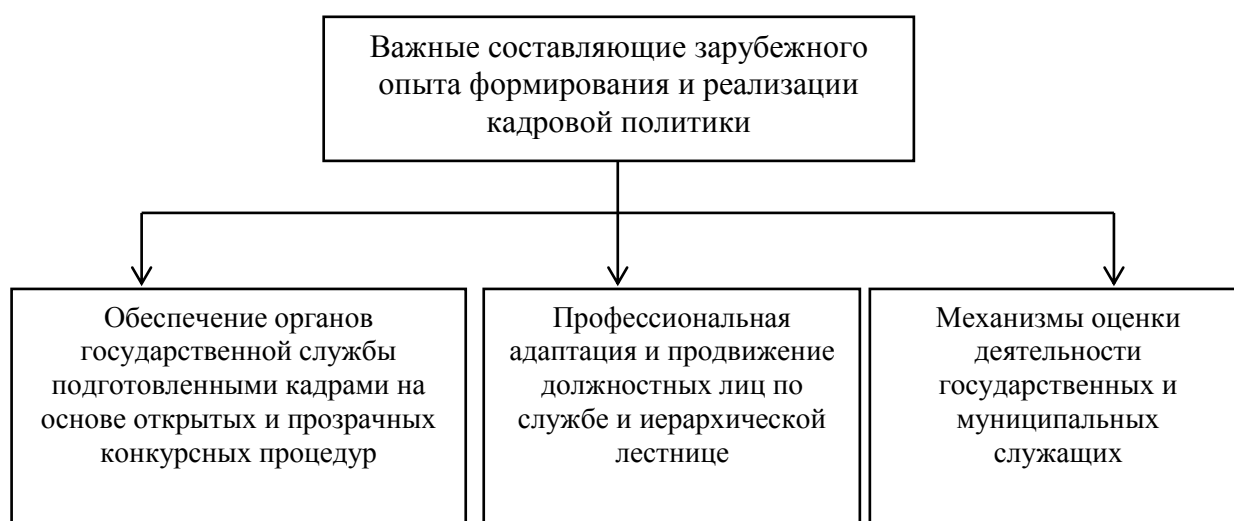 Важные составляющие зарубежного
опыта формирования и реализации
кадровой политики
Обеспечение органов
государственной службы
подготовленными кадрами на
основе открытых и прозрачных
конкурсных процедур
Профессиональная
адаптация и продвижение
должностных лиц по
службе и иерархической
лестнице
Механизмы оценки
деятельности
государственных и
муниципальных
служащих